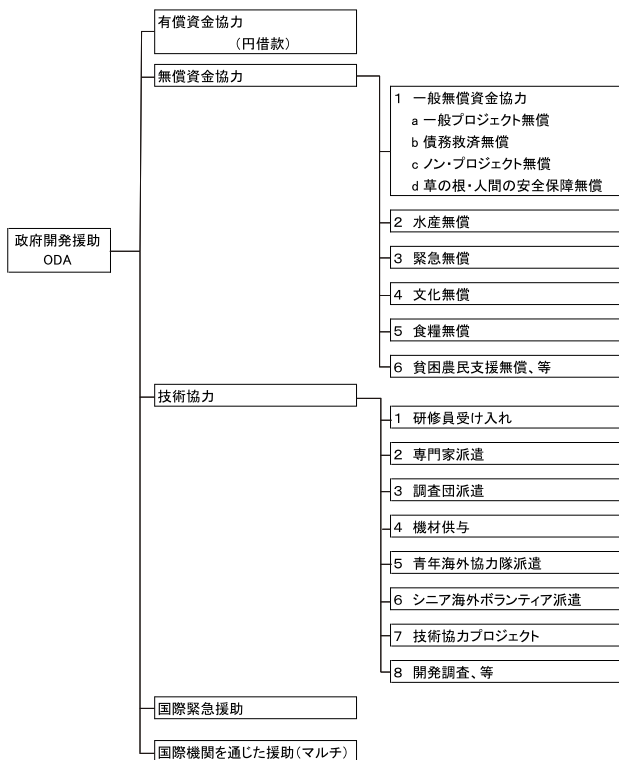 政府開発援助
ODA
有償資金協力
(円借款)
無償資金協力
1 一般無償資金協力
a 一般プロジェクト無償
b 債務救済無償
c ノン・プロジェクト無償
d 草の根・人間の安全保障無償
2 水産無償
3 緊急無償
4 文化無償
5 食糧無償
6 貧困農民支援無償、等
技術協力
1 研修員受け入れ
2 専門家派遣
3 調査団派遣
4 機材供与
5 青年海外協力隊派遣
6 シニア海外ボランティア派遣
7 技術協力プロジェクト
8 開発調査、等
国際緊急援助
国際機関を通じた援助(マルチ)